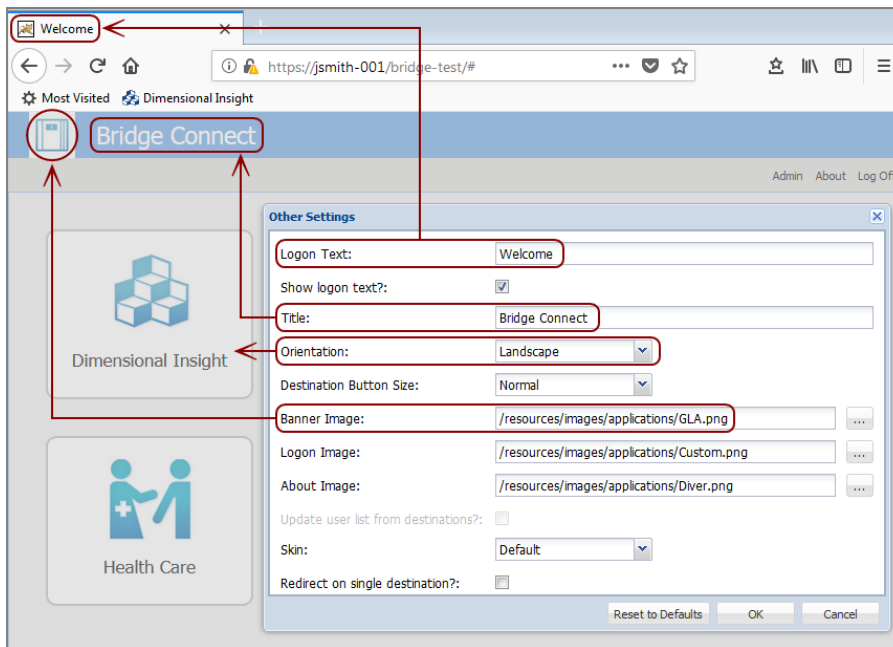 Welcome
https://jsmith-001/bridge-test/#
Most Visited Dimensional Insight
Bridge Connect
Admin About Log Of
Other Settings
Logon Text: Welcome
Show logon text?:
Title: Bridge Connect
Orientation: Landscape
Dimensional Insight
Destination Button Size: Normal
Banner Image: /resources/images/applications/GLA.png ...
Logon Image: /resources/images/applications/Custom.png ...
About Image: /resources/images/applications/Diver.png ...
Update user list from destinations?:
Skin: Default
Health Care
Redirect on single destination?:
Reset to Defaults OK Cancel